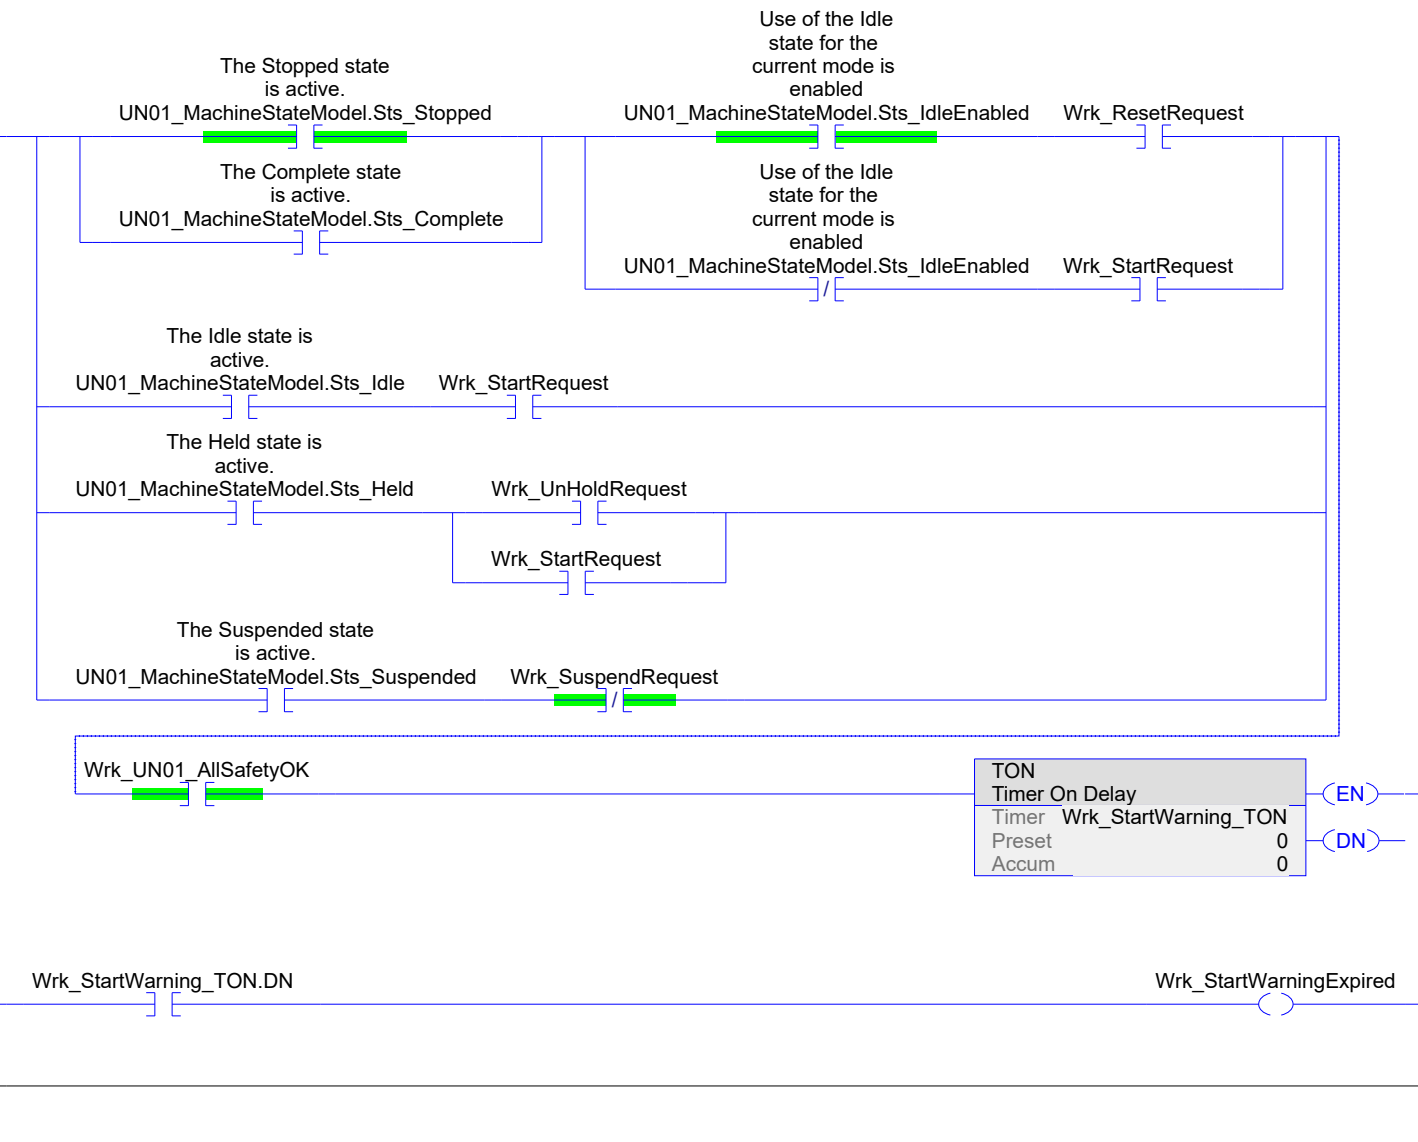 The Stopped state
is active.
UN01_MachineStateModel.Sts_Stopped
Use of the Idle
state for the
current mode is
enabled
UN01_MachineStateModel.Sts_IdleEnabled
Wrk_ResetRequest
The Complete state
is active.
UN01_MachineStateModel.Sts_Complete
Use of the Idle
state for the
current mode is
enabled
UN01_MachineStateModel.Sts_IdleEnabled
Wrk_StartRequest
/
The Idle state is
active.
UN01_MachineStateModel.Sts_Idle
Wrk_StartRequest
The Held state is
active.
UN01_MachineStateModel.Sts_Held
Wrk_UnHoldRequest
Wrk_StartRequest
The Suspended state
is active.
UN01_MachineStateModel.Sts_Suspended
Wrk_SuspendRequest
/
Wrk_UN01_AllSafetyOK
TON
Timer On Delay
Timer Wrk_StartWarning_TON
Preset 0
Accum 0
EN
DN
Wrk_StartWarning_TON.DN
Wrk_StartWarningExpired